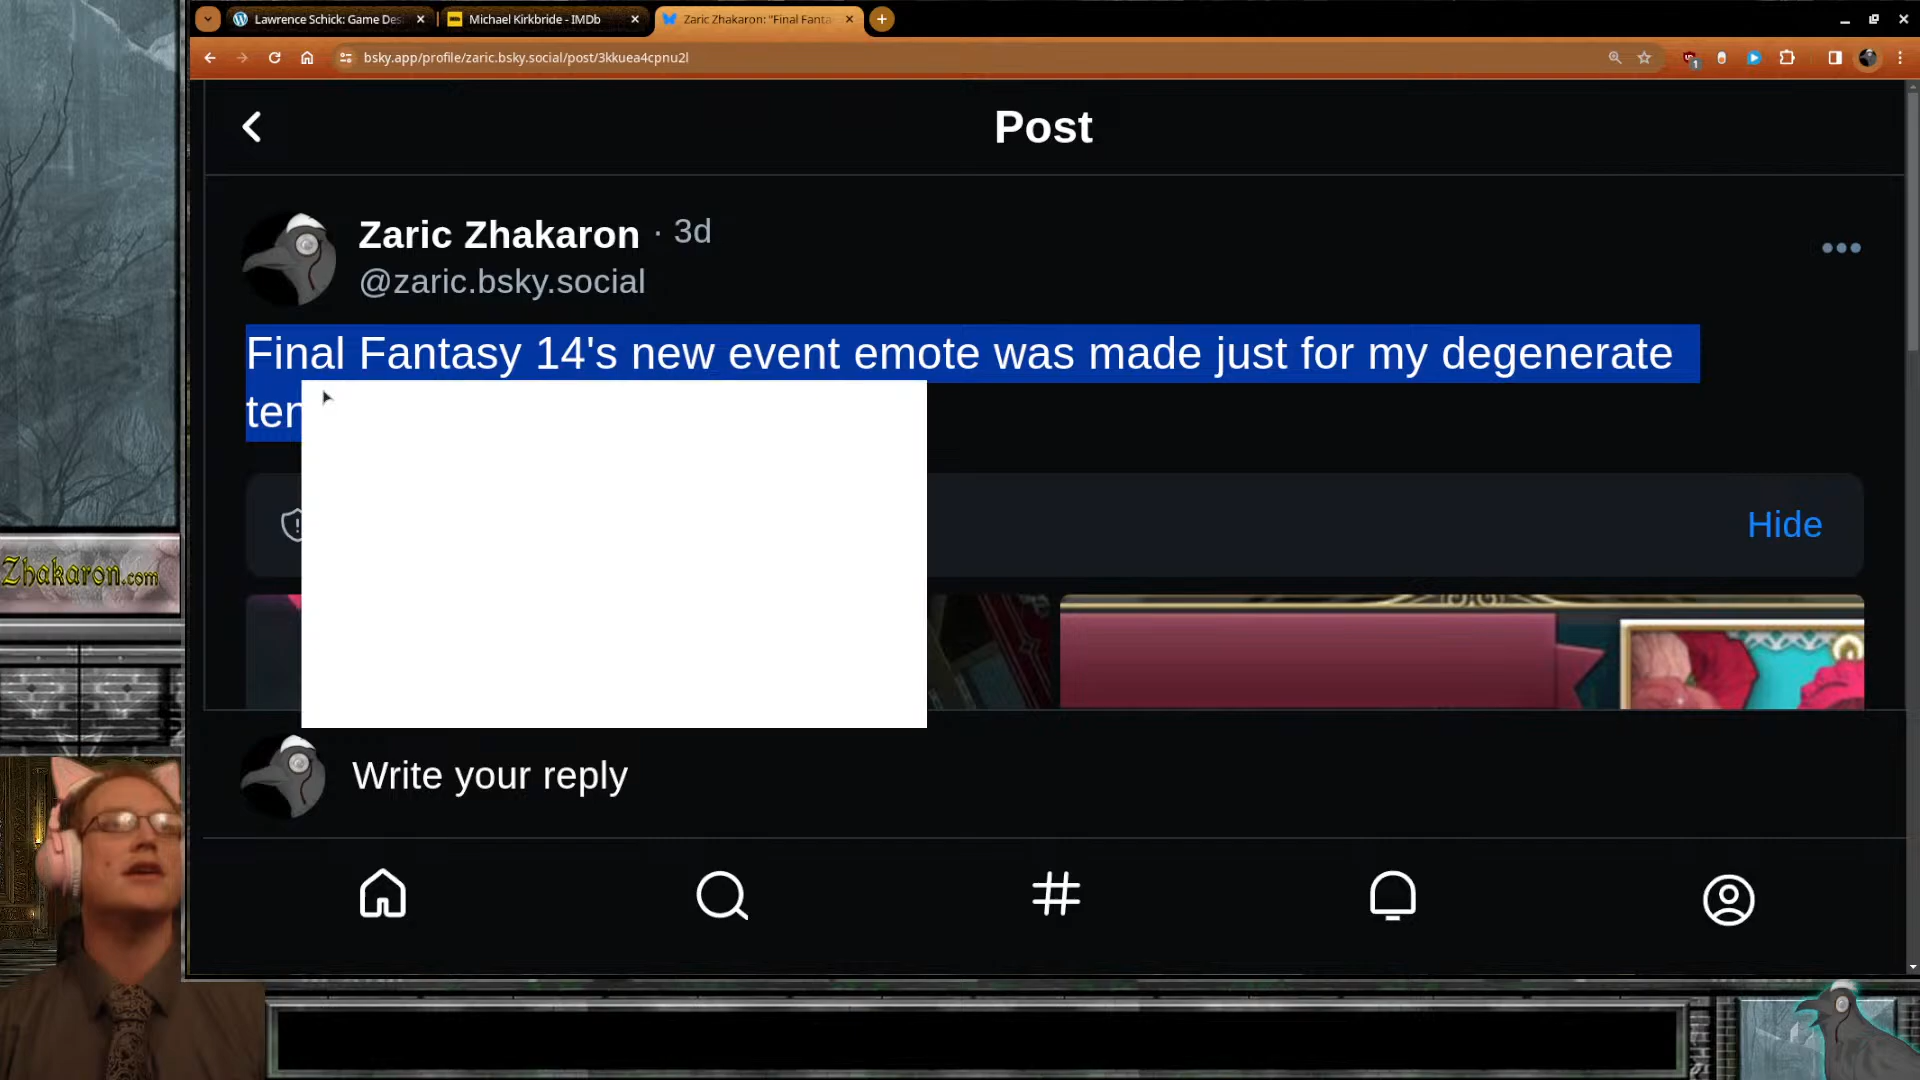 Lawrence Schick: Game Des
Michael Kirkbride - IMDb
Zaric Zhakaron: "Final Fanta
bsky.app/profile/zaric.bsky.social/post/3kkuea4cpnu2l
1
Post
Zaric Zhakaron · 3d
@zaric.bsky.social
Final Fantasy 14's new event emote was made just for my degenerate
ten
Hide
Zhakaron.com
Write your reply